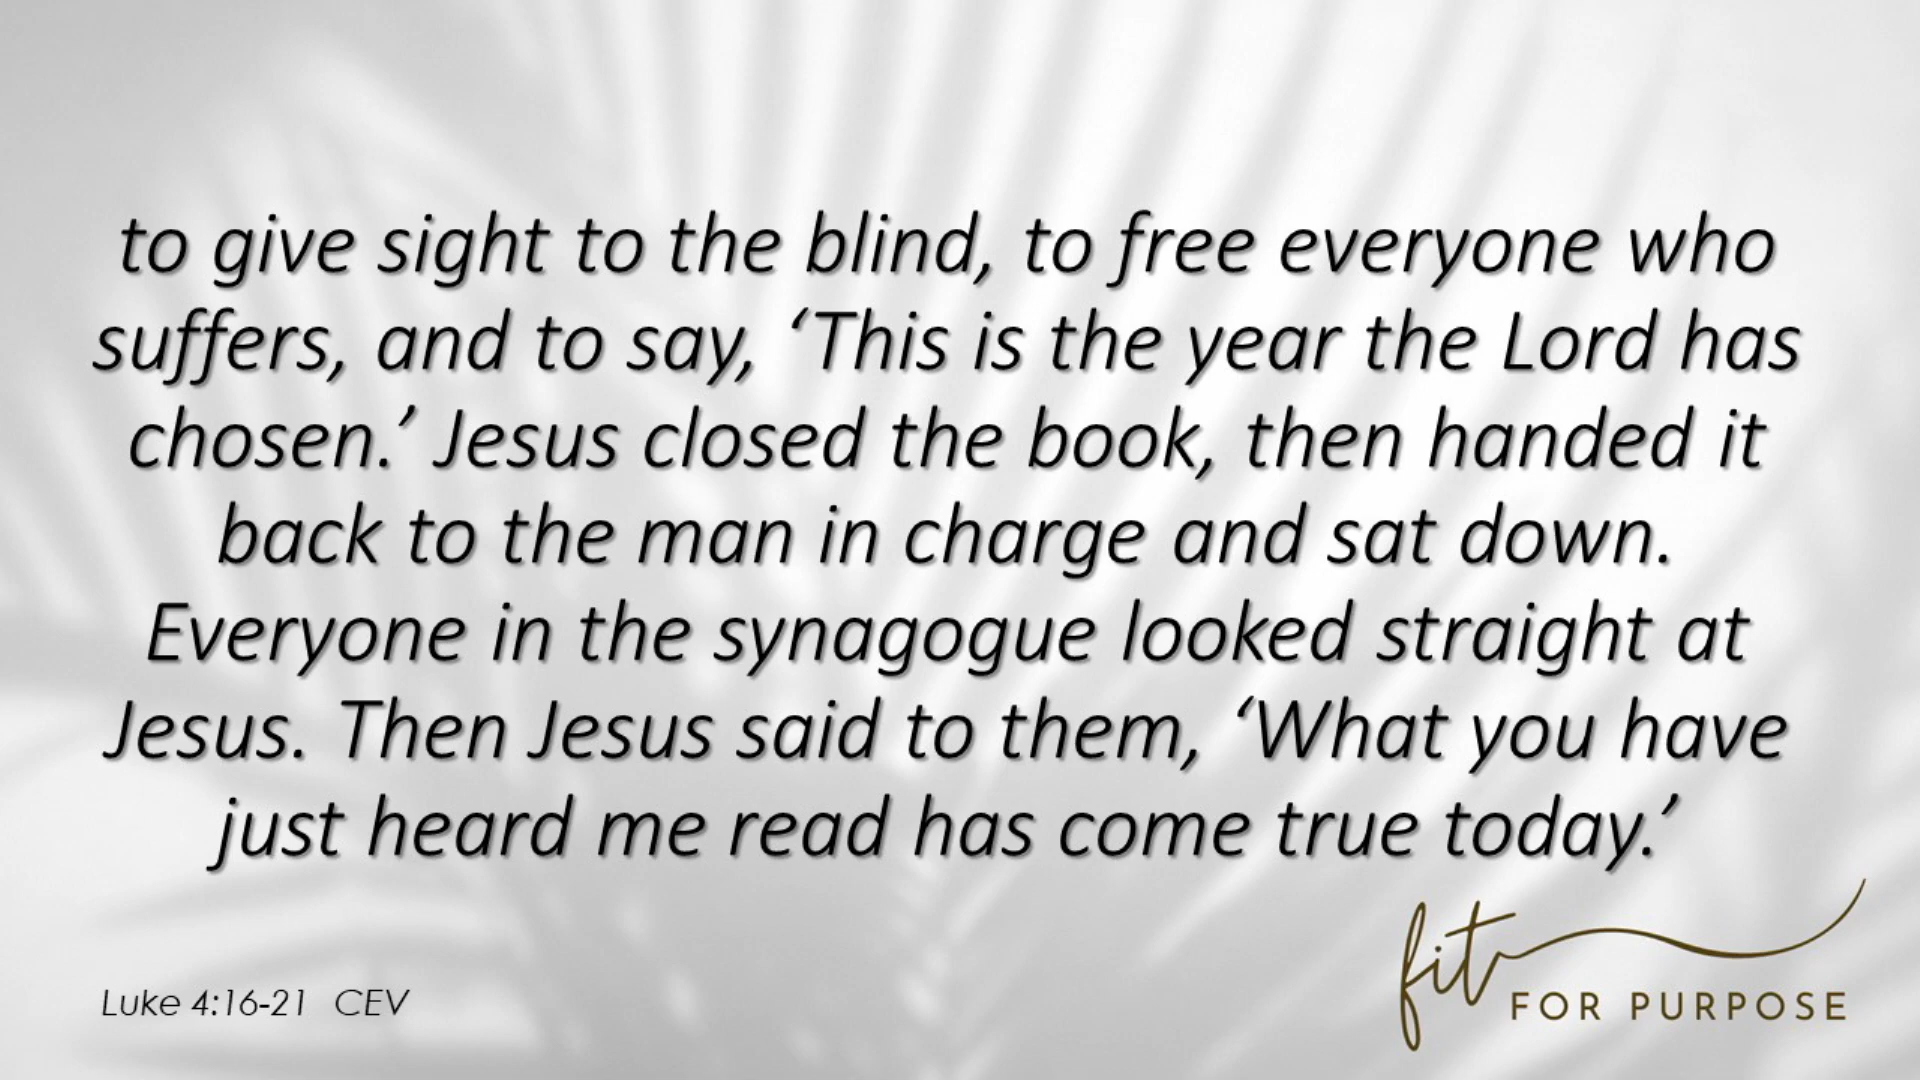 to give sight to the blind, to free everyone who
suffers, and to say, ‘This is the year the Lord has
chosen.’ Jesus closed the book, then handed it
back to the man in charge and sat down.
Everyone in the synagogue looked straight at
Jesus. Then Jesus said to them, ‘What you have
just heard me read has come true today.’
fit
FOR PURPOSE
Luke 4:16-21 CEV